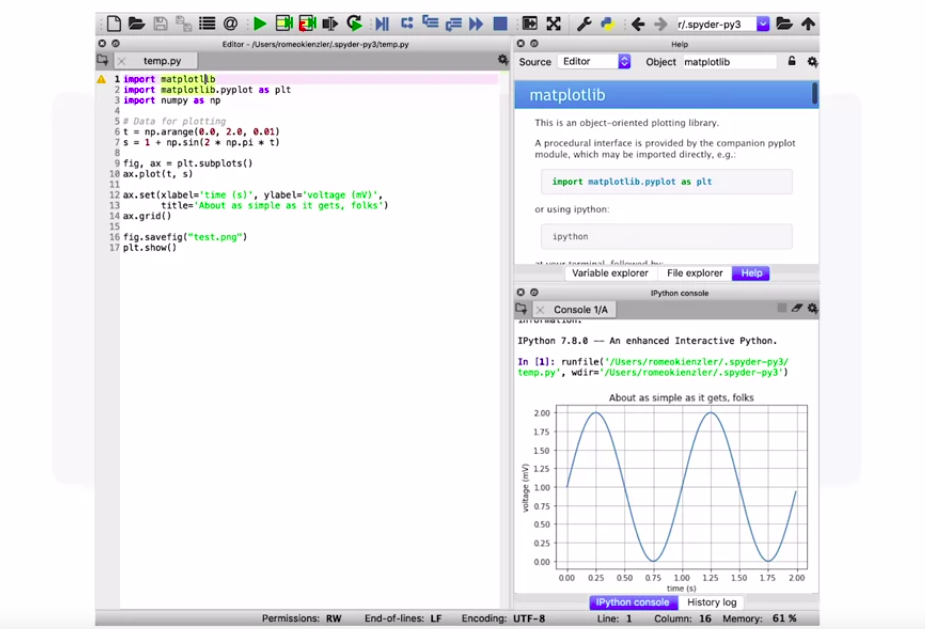 r/.spyder-py3
Editor - /Users/romeokienzler/.spyder-py3/temp.py
temp.py
1 import matplotlib
2 import matplotlib.pyplot as plt
3 import numpy as np
4
5 # Data for plotting
6 t = np.arange(0.0, 2.0, 0.01)
7 s = 1 + np.sin(2 * np.pi * t)
8
9 fig, ax = plt.subplots()
10 ax.plot(t, s)
11
12 ax.set(xlabel='time (s)', ylabel='voltage (mV)',
13 title='About as simple as it gets, folks')
14 ax.grid()
15
16 fig.savefig("test.png")
17 plt.show()
Help
Source Editor Object matplotlib
matplotlib
This is an object-oriented plotting library.
A procedural interface is provided by the companion pyplot
module, which may be imported directly, e.g.:
import matplotlib.pyplot as plt
or using ipython:
ipython
at your terminal, followed by:
Variable explorer File explorer Help
IPython console
Console 1/A
information.
IPython 7.8.0 -- An enhanced Interactive Python.
In [1]: runfile('/Users/romeokienzler/.spyder-py3/
temp.py', wdir='/Users/romeokienzler/.spyder-py3')
About as simple as it gets, folks
2.00
1.75
1.50
1.25
1.00
0.75
0.50
0.25
0.00
voltage (mV)
0.00 0.25 0.50 0.75 1.00 1.25 1.50 1.75 2.00
time (s)
IPython console History log
Permissions: RW End-of-lines: LF Encoding: UTF-8 Line: 1 Column: 16 Memory: 61 %